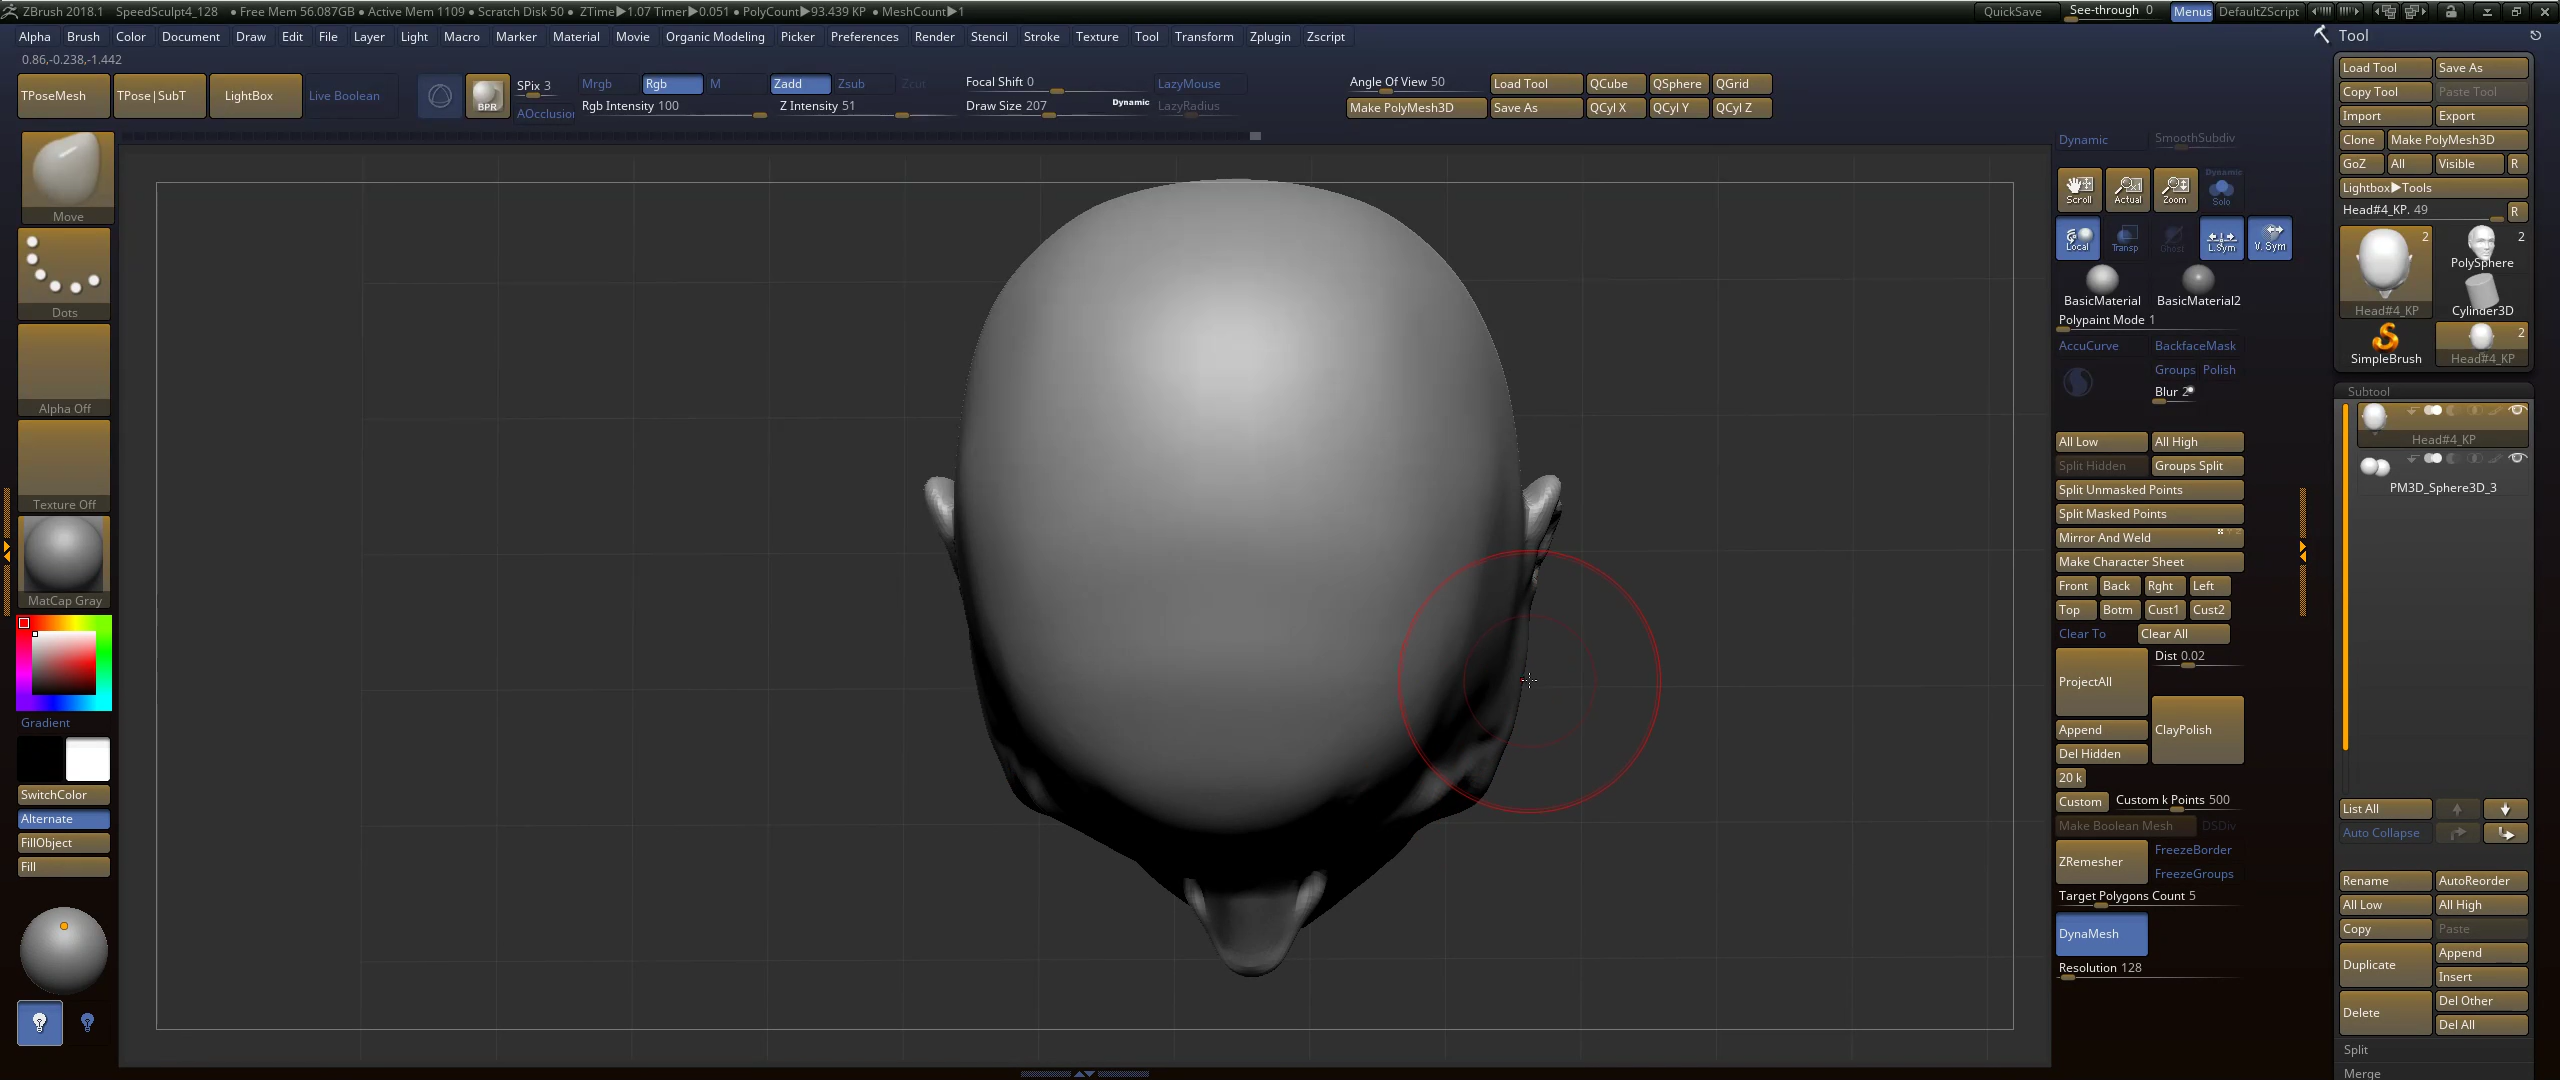 ZBrush 2018.1 SpeedSculpt4_128 • Free Mem 56.087GB • Active Mem 1109 • Scratch Disk 50 • ZTime▶1.07 Timer▶0.051 • PolyCount▶93.439 KP • MeshCount▶1 QuickSave See-through 0 Menus DefaultZScript
Alpha Brush Color Document Draw Edit File Layer Light Macro Marker Material Movie Organic Modeling Picker Preferences Render Stencil Stroke Texture Tool Transform Zplugin Zscript
Tool
0.86,-0.238,-1.442
TPoseMesh TPose|SubT LightBox Live Boolean
BPR
SPix 3
AOcclusion
Mrgb Rgb M Zadd Zsub Zcut
Rgb Intensity 100 Z Intensity 51
Focal Shift 0
Draw Size 207 Dynamic
LazyMouse
LazyRadius
Angle Of View 50 Load Tool QCube QSphere QGrid
Make PolyMesh3D Save As QCyl X QCyl Y QCyl Z
Move
Dots
Alpha Off
Texture Off
MatCap Gray
Gradient
SwitchColor
Alternate
FillObject
Fill
Dynamic SmoothSubdiv
Scroll Actual Zoom Dynamic Solo
Local Transp Ghost L.Sym V. Sym
BasicMaterial BasicMaterial2
Polypaint Mode 1
AccuCurve BackfaceMask
Groups Polish
Blur 2
All Low All High
Split Hidden Groups Split
Split Unmasked Points
Split Masked Points
Mirror And Weld
Make Character Sheet
Front Back Rght Left
Top Botm Cust1 Cust2
Clear To Clear All
ProjectAll Dist 0.02
Append ClayPolish
Del Hidden
20 k
Custom Custom k Points 500
Make Boolean Mesh DSDiv
ZRemesher FreezeBorder
FreezeGroups
Target Polygons Count 5
DynaMesh
Resolution 128
Load Tool Save As
Copy Tool Paste Tool
Import Export
Clone Make PolyMesh3D
GoZ All Visible R
Lightbox▶Tools
Head#4_KP. 49 R
2 2
PolySphere
Head#4_KP Cylinder3D
2
SimpleBrush Head#4_KP
Subtool
Head#4_KP
PM3D_Sphere3D_3
List All
Auto Collapse
Rename AutoReorder
All Low All High
Copy Paste
Duplicate Append
Insert
Delete Del Other
Del All
Split
Merge